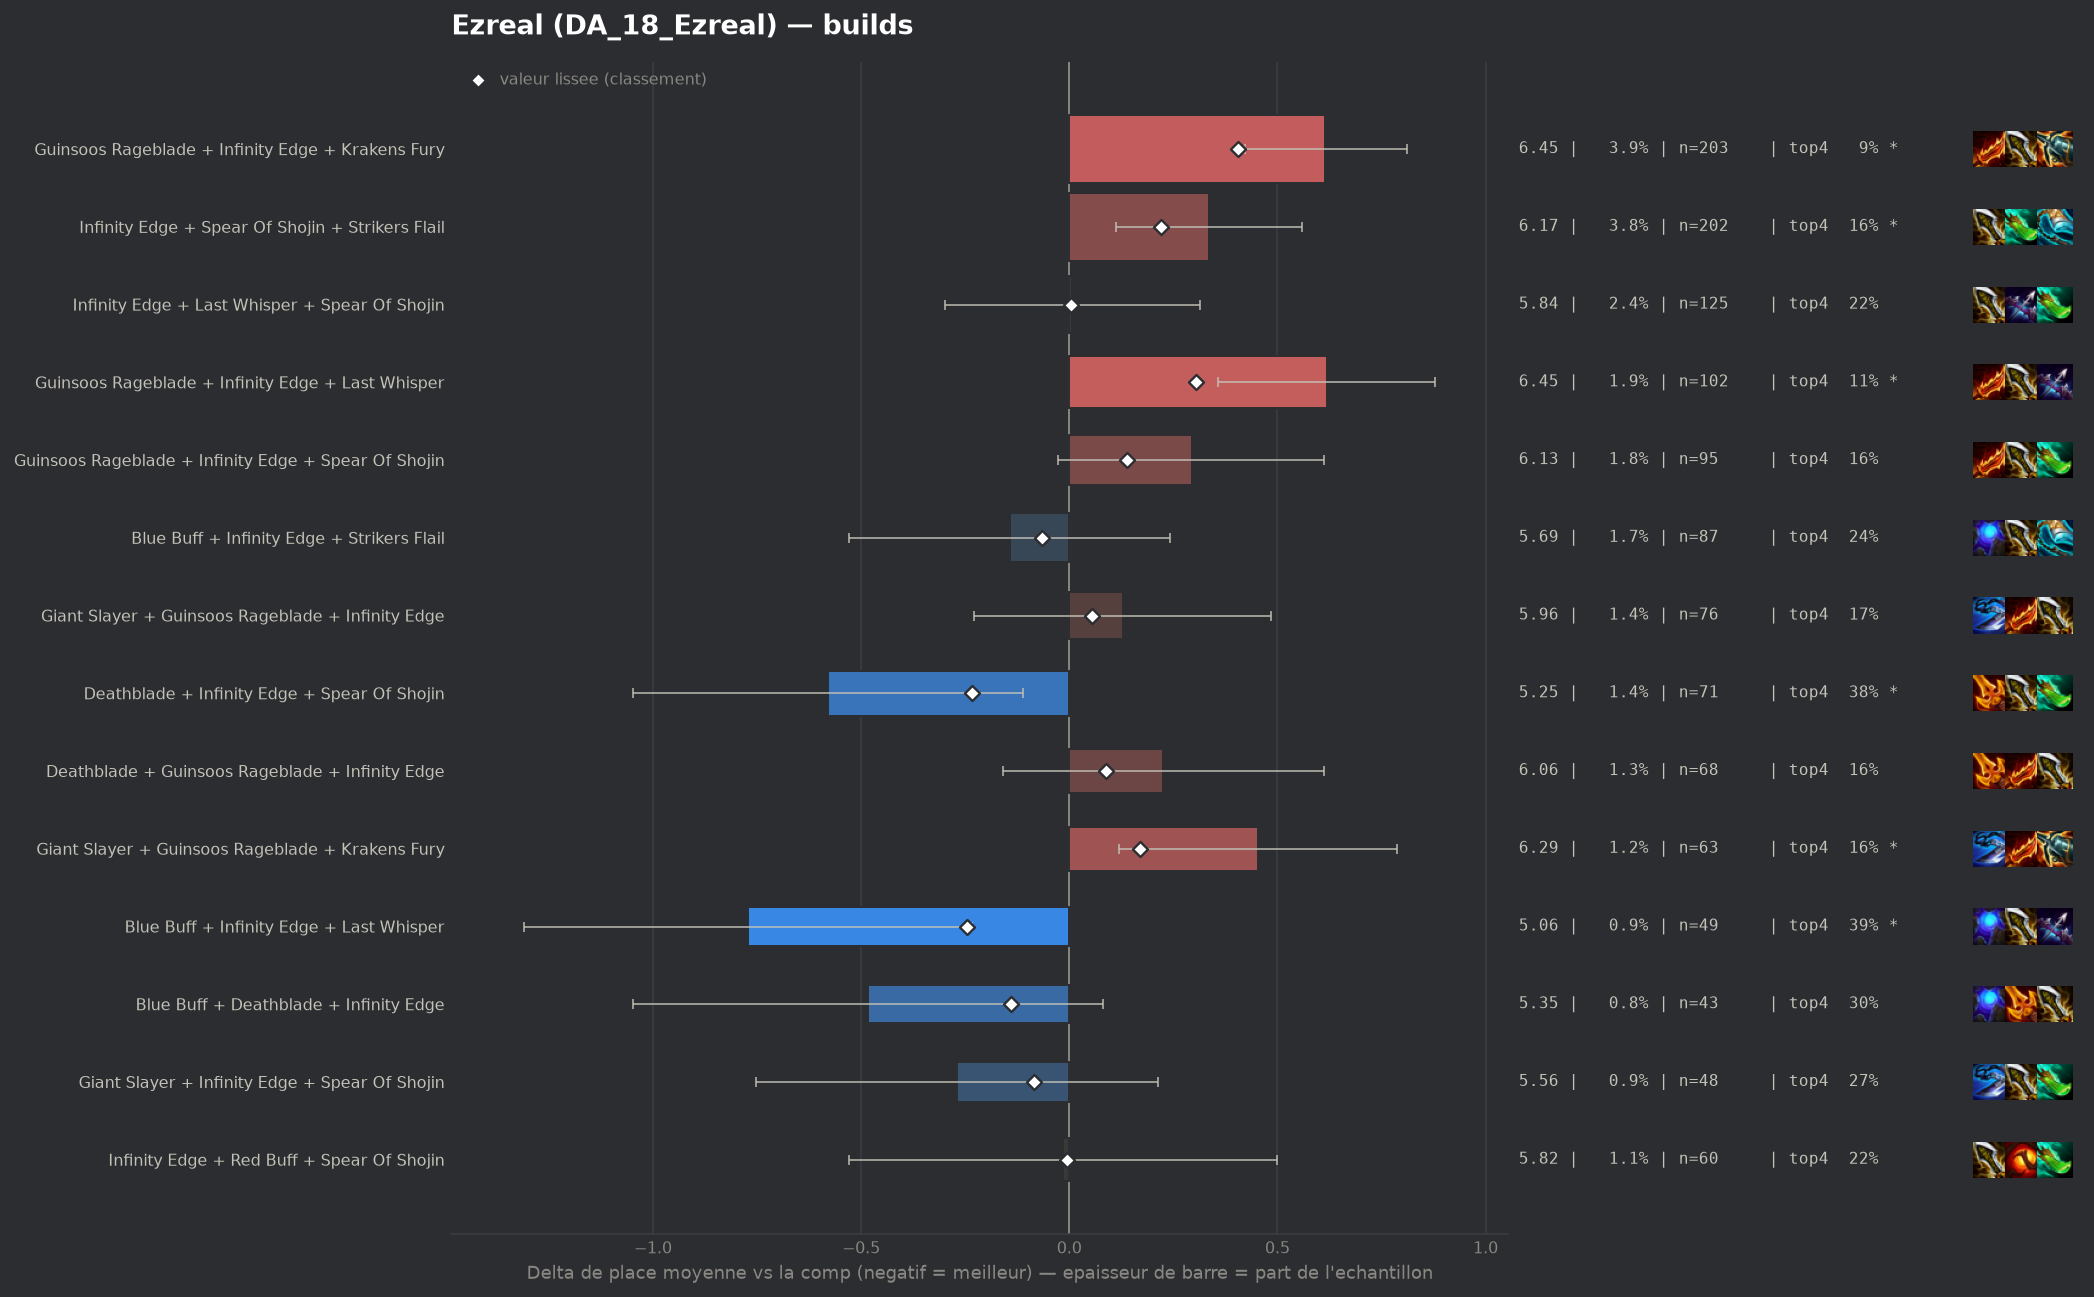 Ezreal (DA_18_Ezreal) — builds
valeur lissee (classement)
Guinsoos Rageblade + Infinity Edge + Krakens Fury 6.45 | 3.9% | n=203 | top4 9% *
Infinity Edge + Spear Of Shojin + Strikers Flail 6.17 | 3.8% | n=202 | top4 16% *
Infinity Edge + Last Whisper + Spear Of Shojin 5.84 | 2.4% | n=125 | top4 22%
Guinsoos Rageblade + Infinity Edge + Last Whisper 6.45 | 1.9% | n=102 | top4 11% *
Guinsoos Rageblade + Infinity Edge + Spear Of Shojin 6.13 | 1.8% | n=95 | top4 16%
Blue Buff + Infinity Edge + Strikers Flail 5.69 | 1.7% | n=87 | top4 24%
Giant Slayer + Guinsoos Rageblade + Infinity Edge 5.96 | 1.4% | n=76 | top4 17%
Deathblade + Infinity Edge + Spear Of Shojin 5.25 | 1.4% | n=71 | top4 38% *
Deathblade + Guinsoos Rageblade + Infinity Edge 6.06 | 1.3% | n=68 | top4 16%
Giant Slayer + Guinsoos Rageblade + Krakens Fury 6.29 | 1.2% | n=63 | top4 16% *
Blue Buff + Infinity Edge + Last Whisper 5.06 | 0.9% | n=49 | top4 39% *
Blue Buff + Deathblade + Infinity Edge 5.35 | 0.8% | n=43 | top4 30%
Giant Slayer + Infinity Edge + Spear Of Shojin 5.56 | 0.9% | n=48 | top4 27%
Infinity Edge + Red Buff + Spear Of Shojin 5.82 | 1.1% | n=60 | top4 22%
−1.0 −0.5 0.0 0.5 1.0
Delta de place moyenne vs la comp (negatif = meilleur) — epaisseur de barre = part de l'echantillon